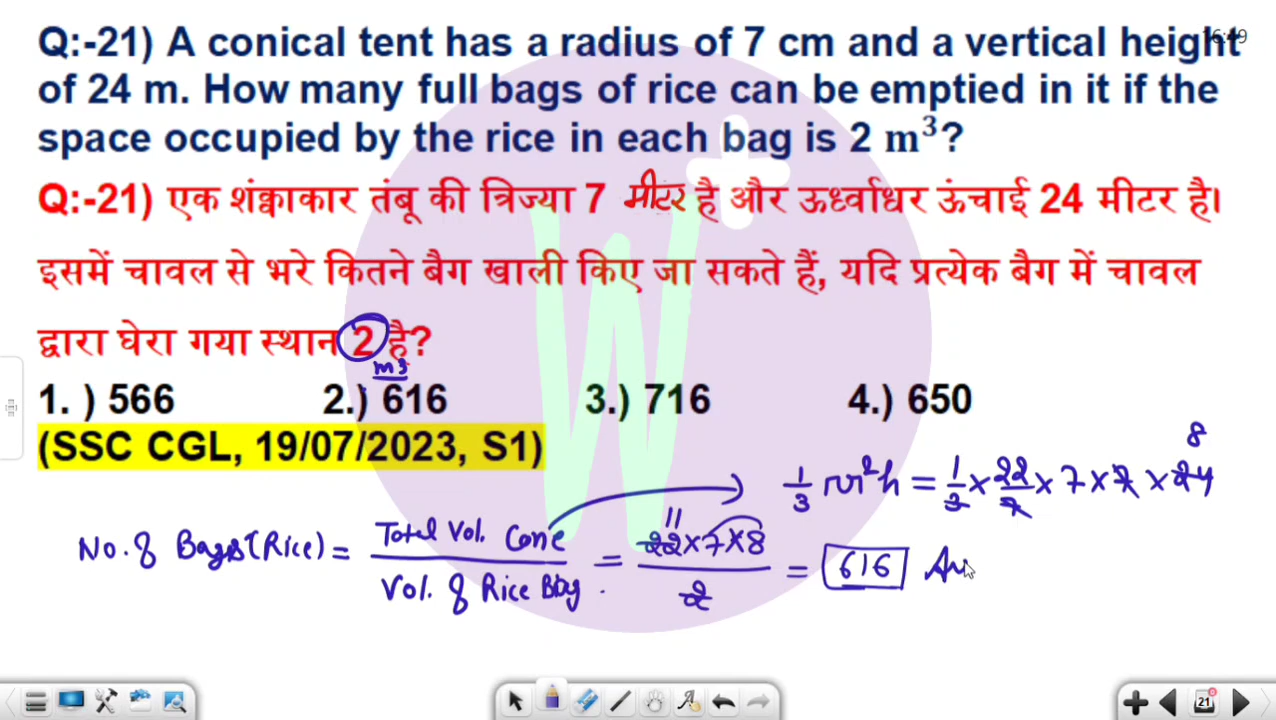 Q:-21) A conical tent has a radius of 7 cm and a vertical height
of 24 m. How many full bags of rice can be emptied in it if the
space occupied by the rice in each bag is 2 m³?
Q:-21) एक शंक्वाकार तंबू की त्रिज्या 7 मीटर है और ऊर्ध्वाधर ऊंचाई 24 मीटर है।
इसमें चावल से भरे कितने बैग खाली किए जा सकते हैं, यदि प्रत्येक बैग में चावल
द्वारा घेरा गया स्थान 2 है?
m3
1. ) 566 2.) 616 3.) 716 4.) 650
(SSC CGL, 19/07/2023, S1)
1/3 πr²h = 1/3 × 22/7 × 7 × 7 × 24
8
No. of Bags (Rice) = Total Vol. Cone / Vol. of Rice Bag = 22 × 7 × 8 / 2 = 616 An
11
21